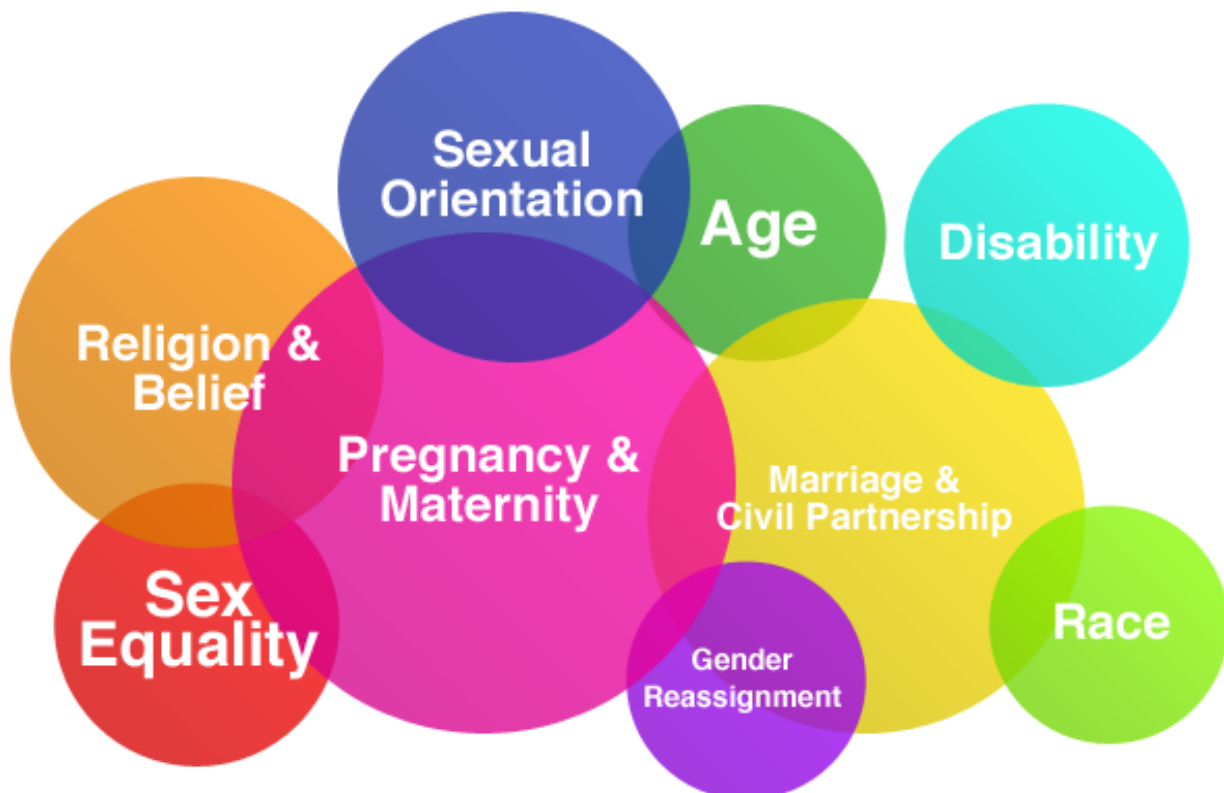 Sexual
Orientation
Age
Disability
Religion &
Belief
Pregnancy &
Maternity
Marriage &
Civil Partnership
Sex
Equality
Gender
Reassignment
Race